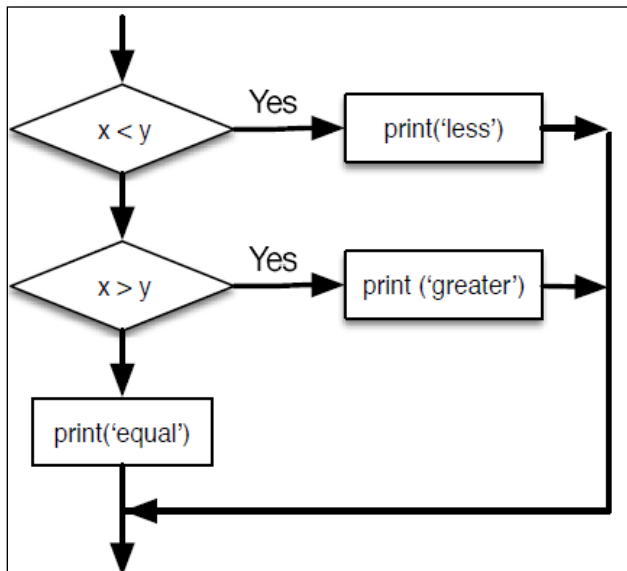 x < y
Yes
print(‘less’)
x > y
Yes
print (‘greater’)
print(‘equal’)